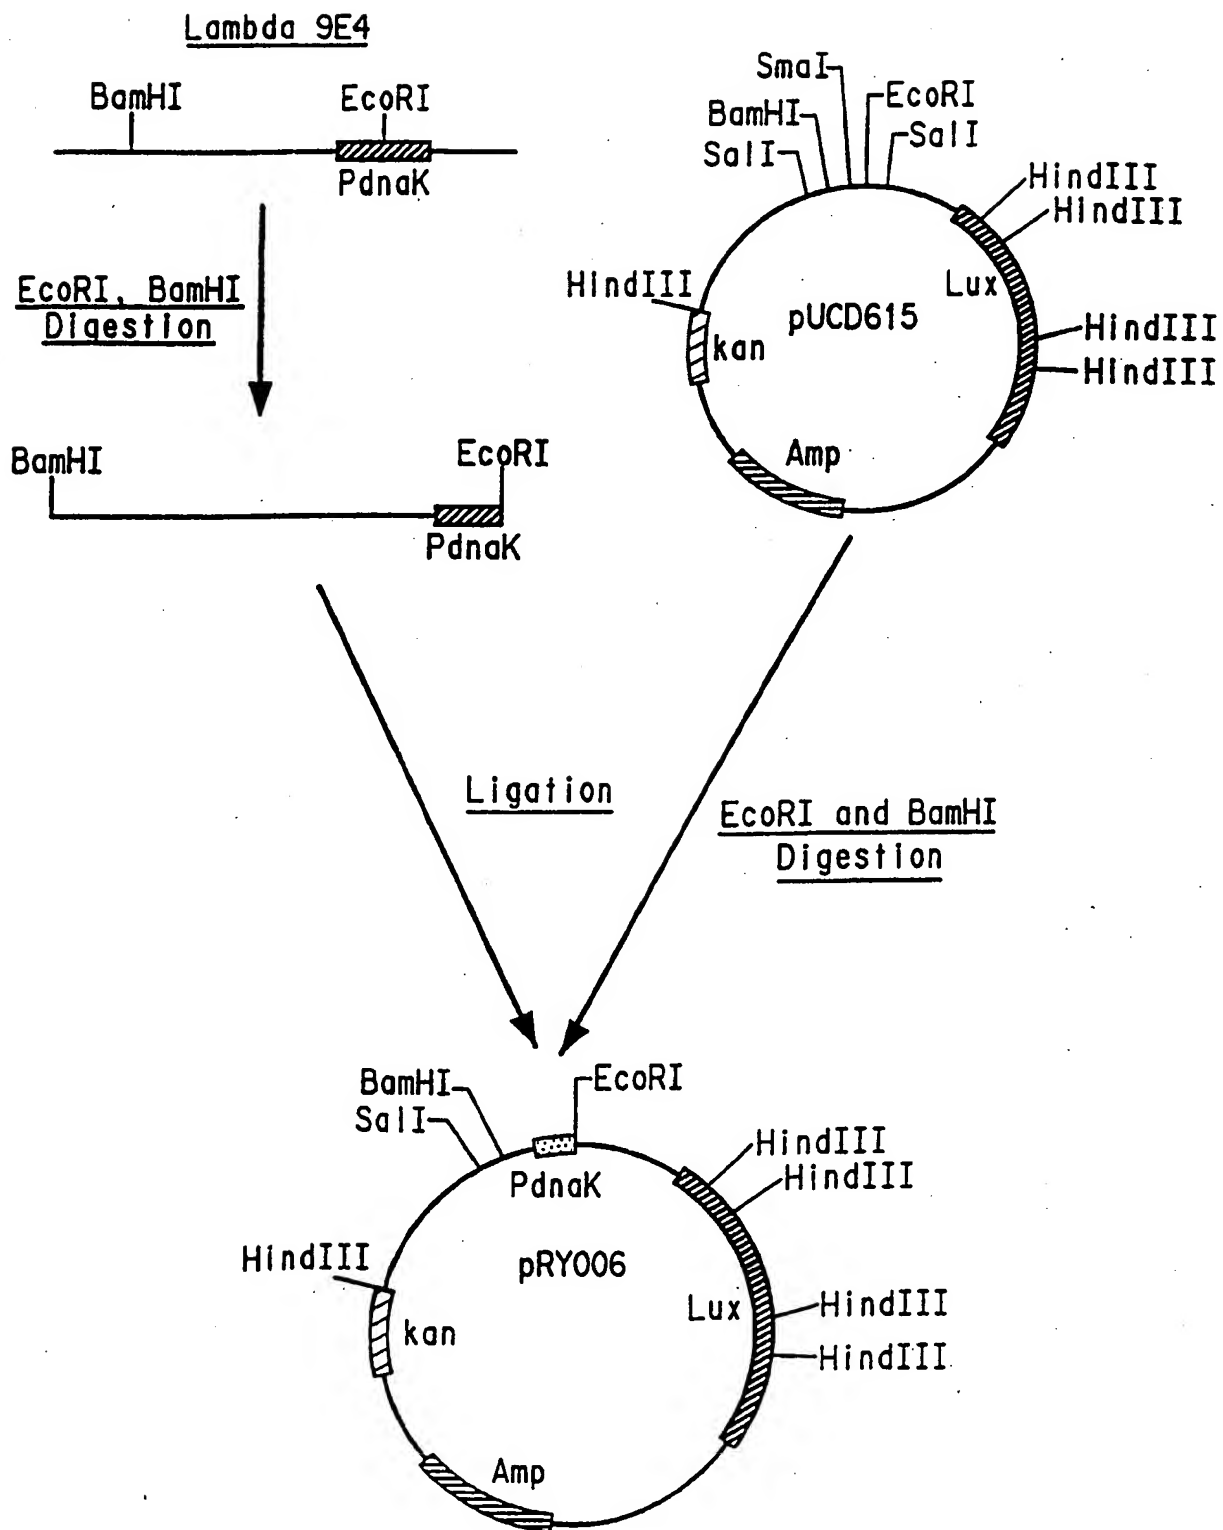 Lambda 9E4
BamHI
EcoRI
PdnaK
EcoRI, BamHI
Digestion
BamHI
EcoRI
PdnaK
SmaI
EcoRI
BamHI
SalI
SalI
HindIII
HindIII
HindIII
Lux
pUCD615
kan
HindIII
HindIII
Amp
Ligation
EcoRI and BamHI
Digestion
BamHI
EcoRI
SalI
PdnaK
HindIII
HindIII
HindIII
pRY006
Lux
HindIII
kan
HindIII
Amp